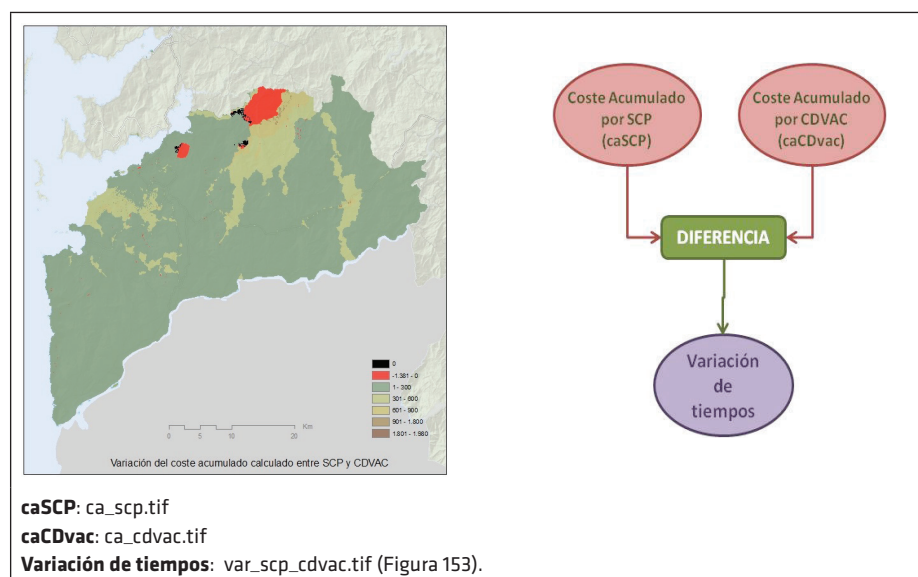 0
-1.381 - 0
1 - 300
301 - 600
601 - 900
901 - 1.800
1.801 - 1.980
Km
0 5 10 20
Variación del coste acumulado calculado entre SCP y CDVAC
Coste Acumulado
por SCP
(caSCP)
Coste Acumulado
por CDVAC
(caCDvac)
DIFERENCIA
Variación
de
tiempos
caSCP: ca_scp.tif
caCDvac: ca_cdvac.tif
Variación de tiempos: var_scp_cdvac.tif (Figura 153).